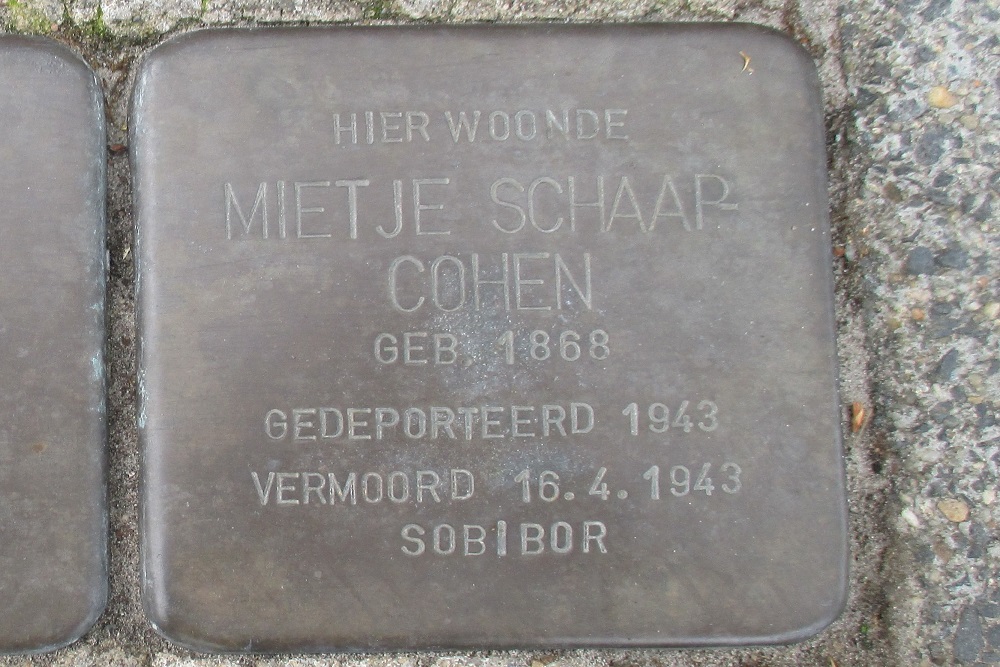 HIER WOONDE
MIETJE SCHAAP-
COHEN
GEB. 1868
GEDEPORTEERD 1943
VERMOORD 16.4.1943
SOBIBOR